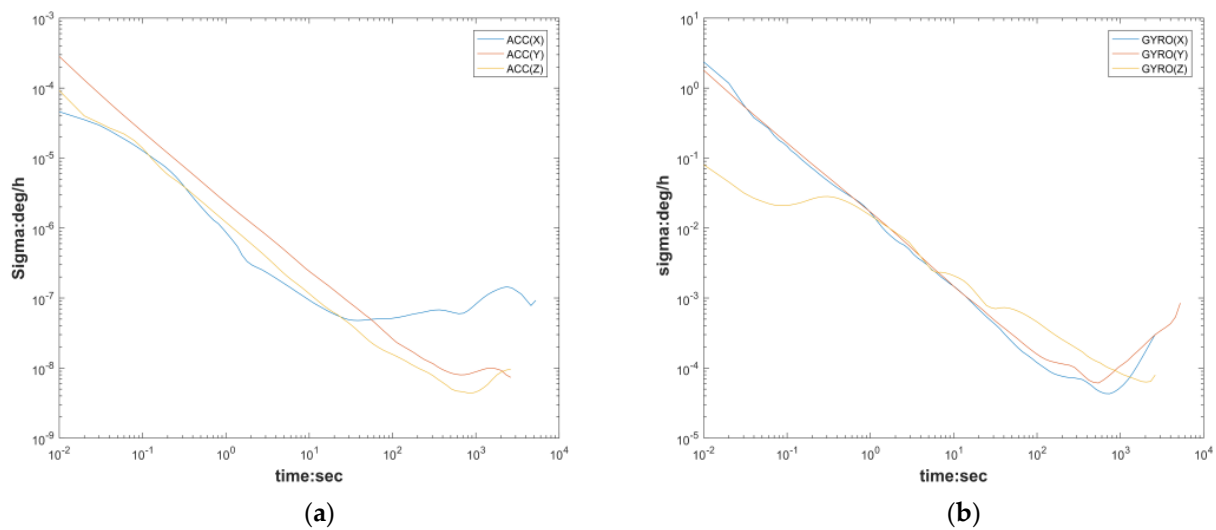 10^-3
10^-4
10^-5
10^-6
10^-7
10^-8
10^-9
Sigma:deg/h
10^-2 10^-1 10^0 10^1 10^2 10^3 10^4
time:sec
ACC(X)
ACC(Y)
ACC(Z)
(a)
10^1
10^0
10^-1
10^-2
10^-3
10^-4
10^-5
sigma:deg/h
10^-2 10^-1 10^0 10^1 10^2 10^3 10^4
time:sec
GYRO(X)
GYRO(Y)
GYRO(Z)
(b)